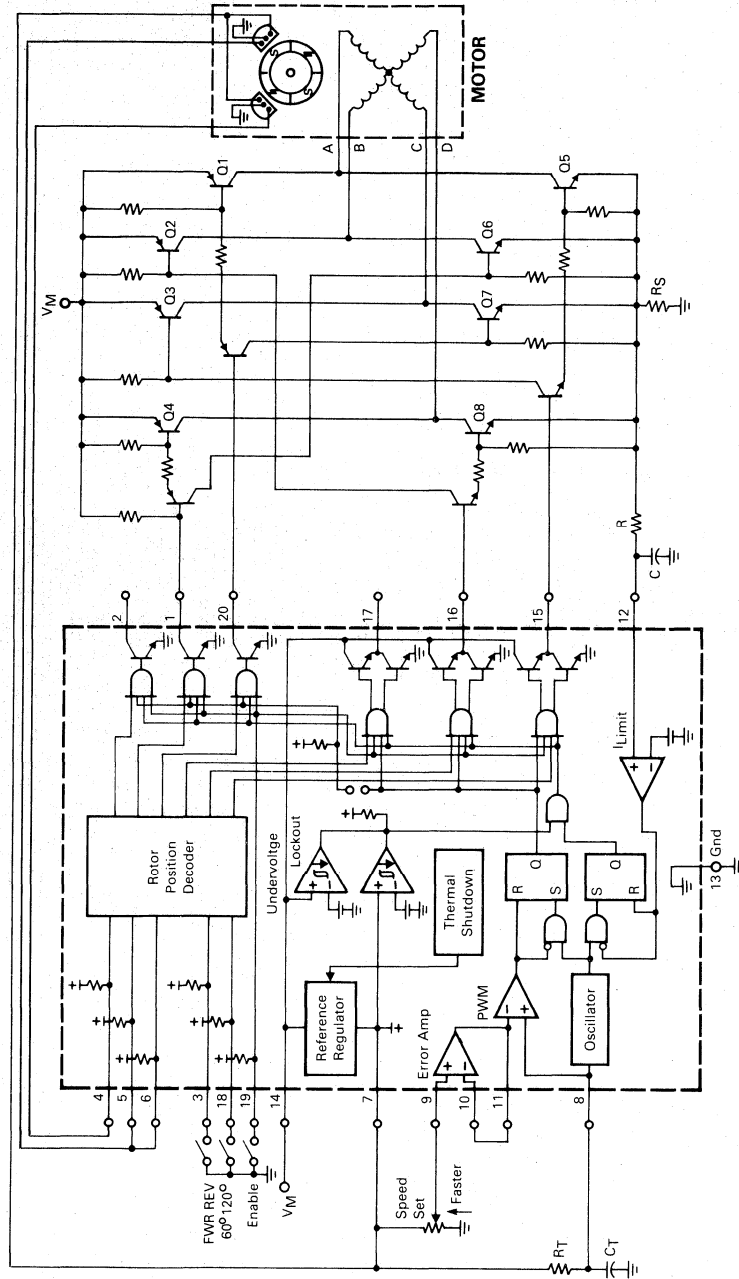 MOTOR
S
N
N
S
A
B
C
D
Q1
Q5
Q2
Q6
VM
Q3
Q7
RS
Q4
Q8
R
C
2
1
20
17
16
15
12
ILimit
Rotor
Position
Decoder
Undervoltge
Lockout
Thermal
Shutdown
Reference
Regulator
R
Q
S
S
Q
R
PWM
Error Amp
Oscillator
13
Gnd
4
5
6
3
18
19
14
7
9
10
11
8
FWR REV
60° 120°
Enable
VM
Speed
Set
Faster
RT
CT